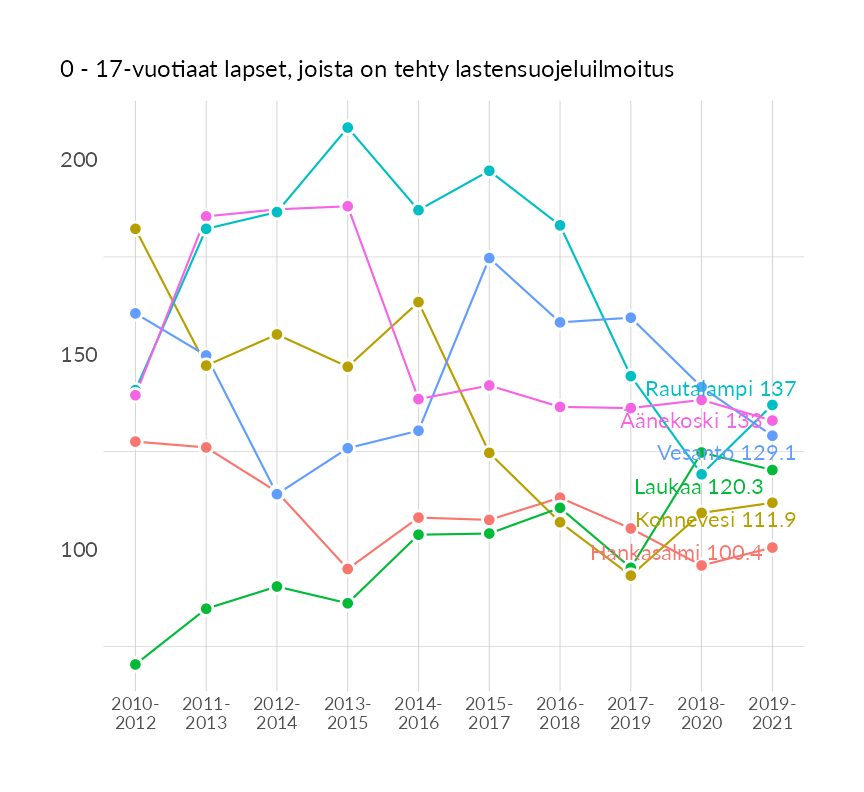 0 - 17-vuotiaat lapset, joista on tehty lastensuojeluilmoitus
200
150
100
Rautalampi 137
Äänekoski 133
Vesanto 129.1
Laukaa 120.3
Konnevesi 111.9
Hankasalmi 100.4
2010- 2011- 2012- 2013- 2014- 2015- 2016- 2017- 2018- 2019-
2012 2013 2014 2015 2016 2017 2018 2019 2020 2021